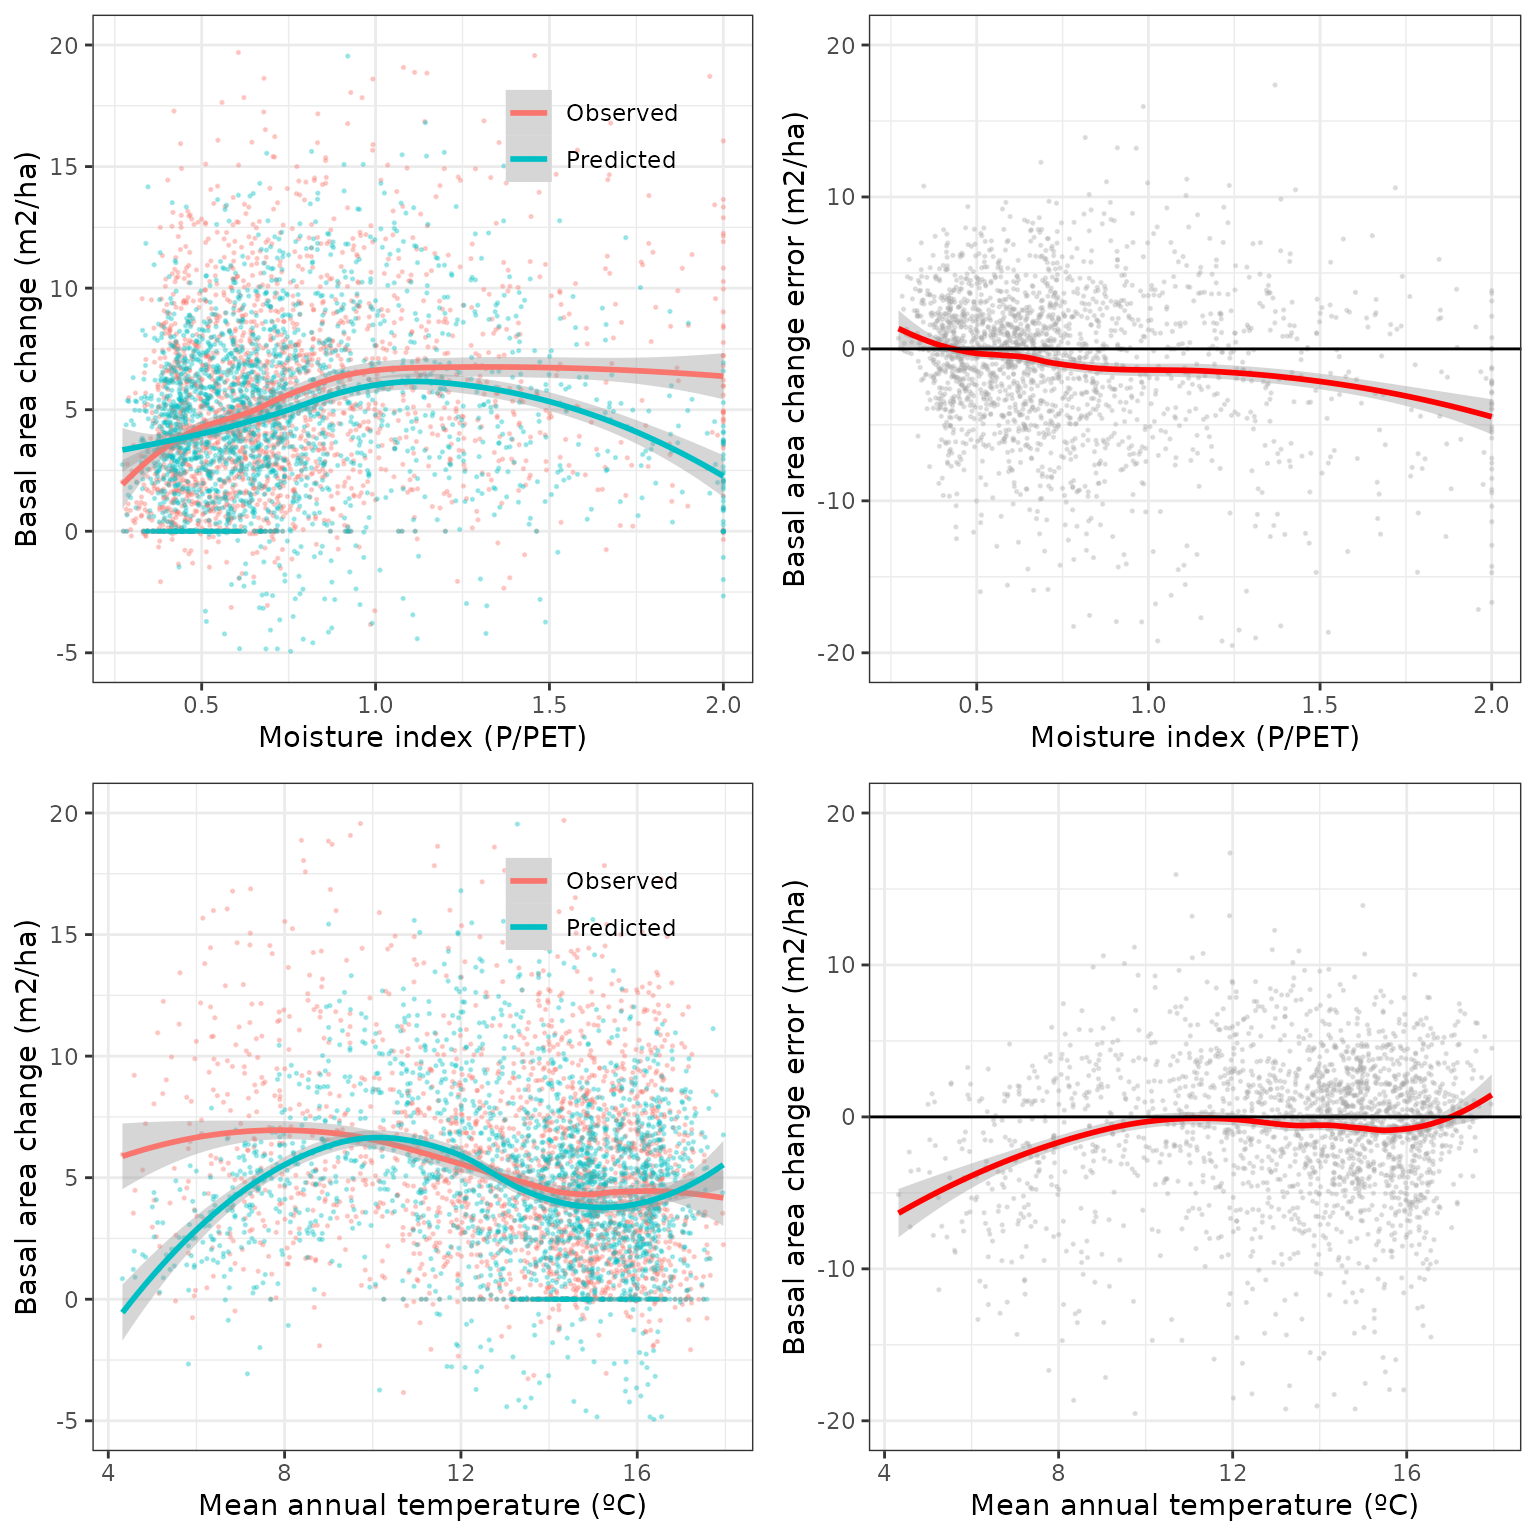 20
15
10
5
0
-5
Basal area change (m2/ha)
Observed
Predicted
0.5 1.0 1.5 2.0
Moisture index (P/PET)
20
10
0
-10
-20
Basal area change error (m2/ha)
0.5 1.0 1.5 2.0
Moisture index (P/PET)
20
15
10
5
0
-5
Basal area change (m2/ha)
Observed
Predicted
4 8 12 16
Mean annual temperature (ºC)
20
10
0
-10
-20
Basal area change error (m2/ha)
4 8 12 16
Mean annual temperature (ºC)